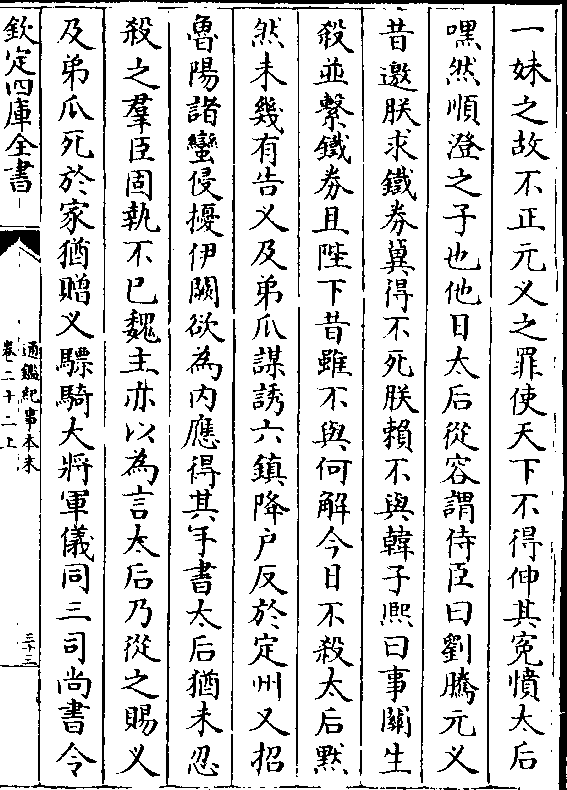 一妹之故不正元乂之罪使天下不得伸其寃憤太后
嘿然順澄之子也他日太后從容謂侍臣曰劉騰元乂
昔邀朕求鐵券冀得不死朕賴不與韓子熙曰事關生
殺豈繫鐵券且陛下昔雖不與何解今日不殺太后黙
然未幾有告乂及弟瓜謀誘六鎮降户反於定州又招
魯陽諸蠻侵擾伊闕欲為内應得其手書太后猶未忍
殺之羣臣固執不已魏主亦以為言太后乃從之賜乂
及弟瓜死於家猶贈乂驃騎大將軍儀同三司尚書令
欽定四庫全書
通鑑紀事本末
卷二十二上
三十三